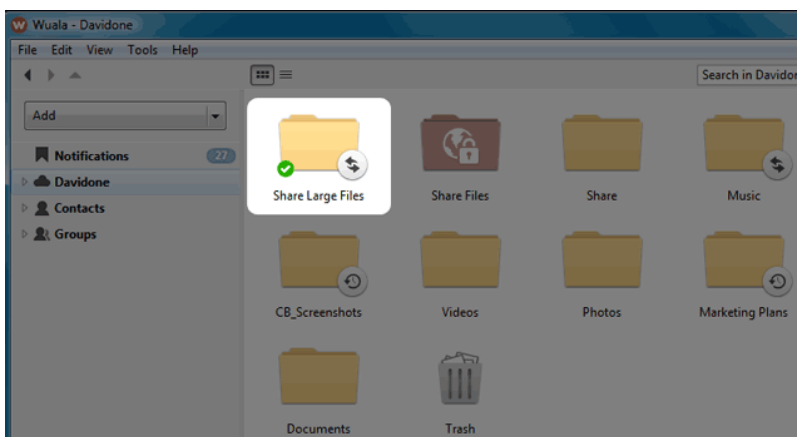 Wuala - Davidone
File Edit View Tools Help
Search in Davidon
Add
Notifications 27
Davidone
Contacts
Groups
Share Large Files Share Files Share Music
CB_Screenshots Videos Photos Marketing Plans
Documents Trash